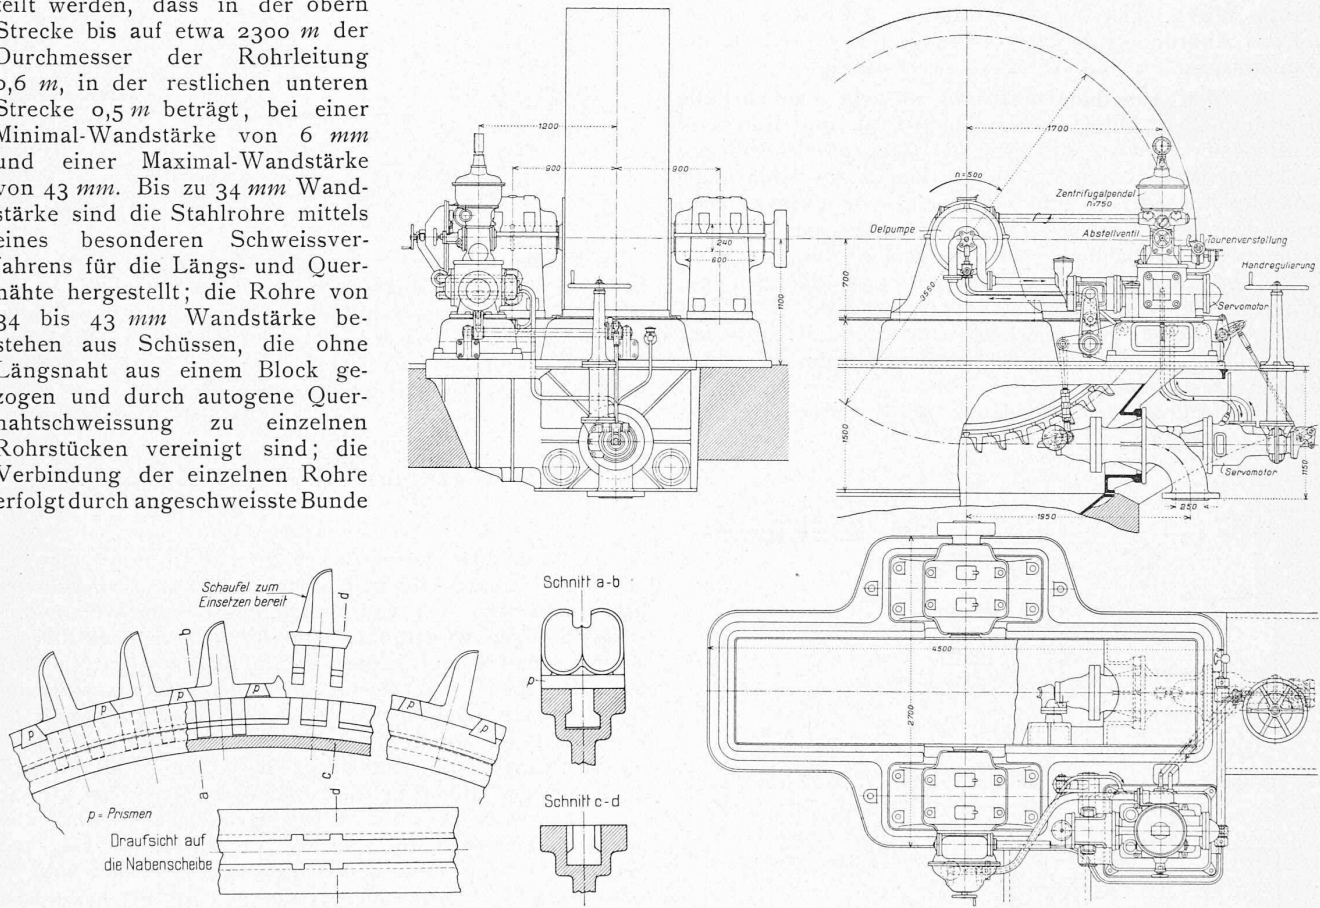 teilt werden, dass in der obern
Strecke bis auf etwa 2300 m der
Durchmesser der Rohrleitung
0,6 m, in der restlichen unteren
Strecke 0,5 m beträgt, bei einer
Minimal-Wandstärke von 6 mm
und einer Maximal-Wandstärke
von 43 mm. Bis zu 34 mm Wand-
stärke sind die Stahlrohre mittels
eines besonderen Schweissver-
fahrens für die Längs- und Quer-
nähte hergestellt; die Rohre von
34 bis 43 mm Wandstärke be-
stehen aus Schüssen, die ohne
Längsnaht aus einem Block ge-
zogen und durch autogene Quer-
nahtschweissung zu einzelnen
Rohrstücken vereinigt sind; die
Verbindung der einzelnen Rohre
erfolgt durch angeschweisste Bunde
1200
900
900
240
600
1100
1700
n=500
Zentrifugalpendel
n=750
Oelpumpe
Abstellventil
Tourenverstellung
Handregulierung
3550
700
Servomotor
1500
Servomotor
1150
250
1950
Schaufel zum
Einsetzen bereit
d
b
p
p
p
p
p
p
a
c
p = Prismen
Draufsicht auf
die Nabenscheibe
d
Schnitt a-b
p
Schnitt c-d
4500
2700